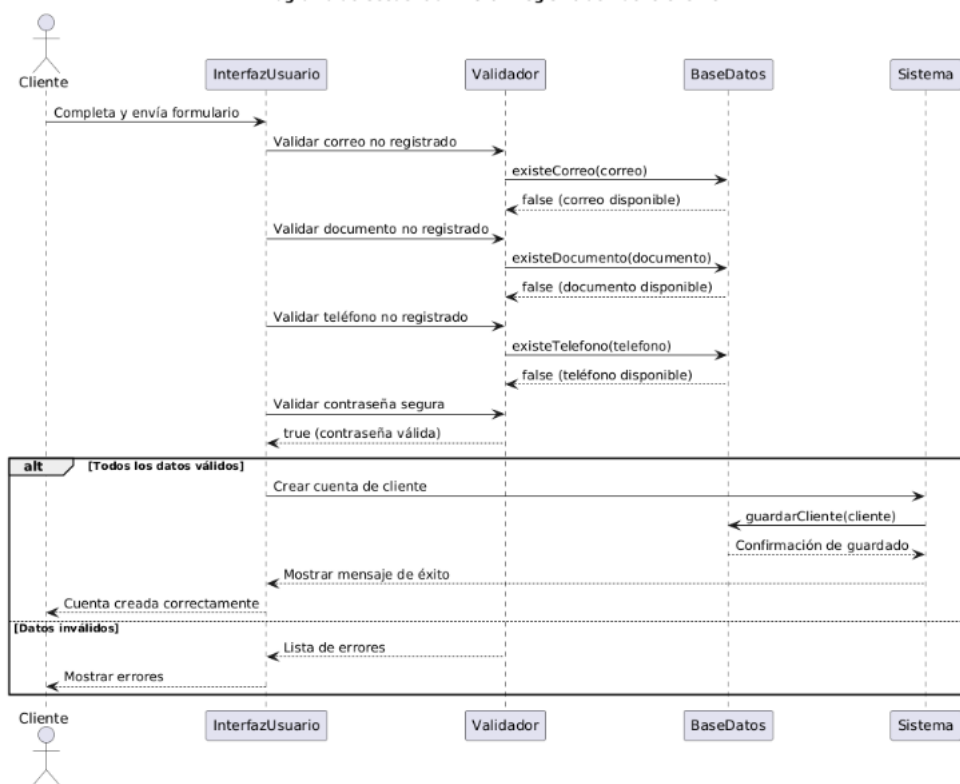 Cliente
InterfazUsuario
Validador
BaseDatos
Sistema
Completa y envía formulario
Validar correo no registrado
existeCorreo(correo)
false (correo disponible)
Validar documento no registrado
existeDocumento(documento)
false (documento disponible)
Validar teléfono no registrado
existeTelefono(telefono)
false (teléfono disponible)
Validar contraseña segura
true (contraseña válida)
alt [Todos los datos válidos]
Crear cuenta de cliente
guardarCliente(cliente)
Confirmación de guardado
Mostrar mensaje de éxito
Cuenta creada correctamente
[Datos inválidos]
Lista de errores
Mostrar errores
Cliente
InterfazUsuario
Validador
BaseDatos
Sistema